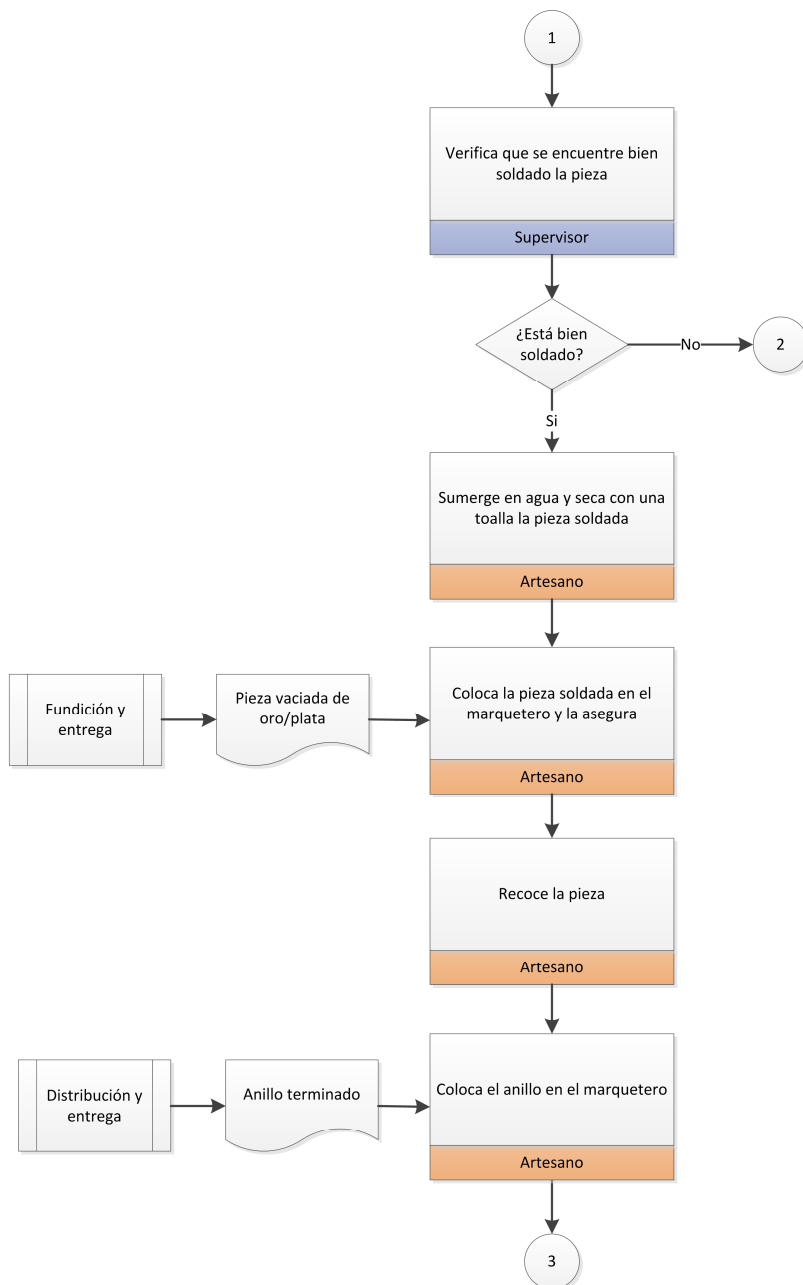 1
Verifica que se encuentre bien
soldado la pieza
Supervisor
¿Está bien
soldado?
No
2
Si
Sumerge en agua y seca con una
toalla la pieza soldada
Artesano
Fundición y
entrega
Pieza vaciada de
oro/plata
Coloca la pieza soldada en el
marquetero y la asegura
Artesano
Recoce la pieza
Artesano
Distribución y
entrega
Anillo terminado
Coloca el anillo en el marquetero
Artesano
3